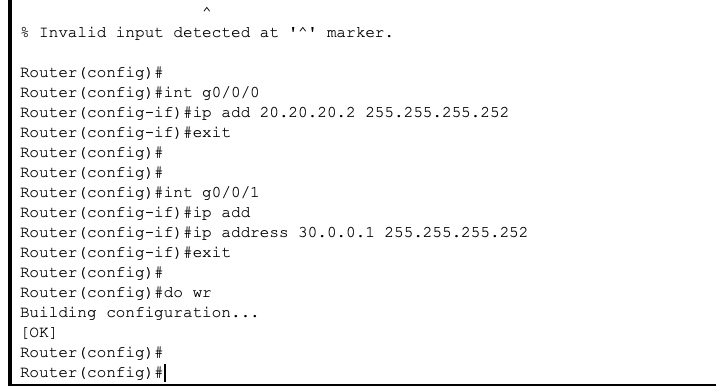 ^
% Invalid input detected at '^' marker.
Router(config)#
Router(config)#int g0/0/0
Router(config-if)#ip add 20.20.20.2 255.255.255.252
Router(config-if)#exit
Router(config)#
Router(config)#
Router(config)#int g0/0/1
Router(config-if)#ip add
Router(config-if)#ip address 30.0.0.1 255.255.255.252
Router(config-if)#exit
Router(config)#
Router(config)#do wr
Building configuration...
[OK]
Router(config)#
Router(config)#